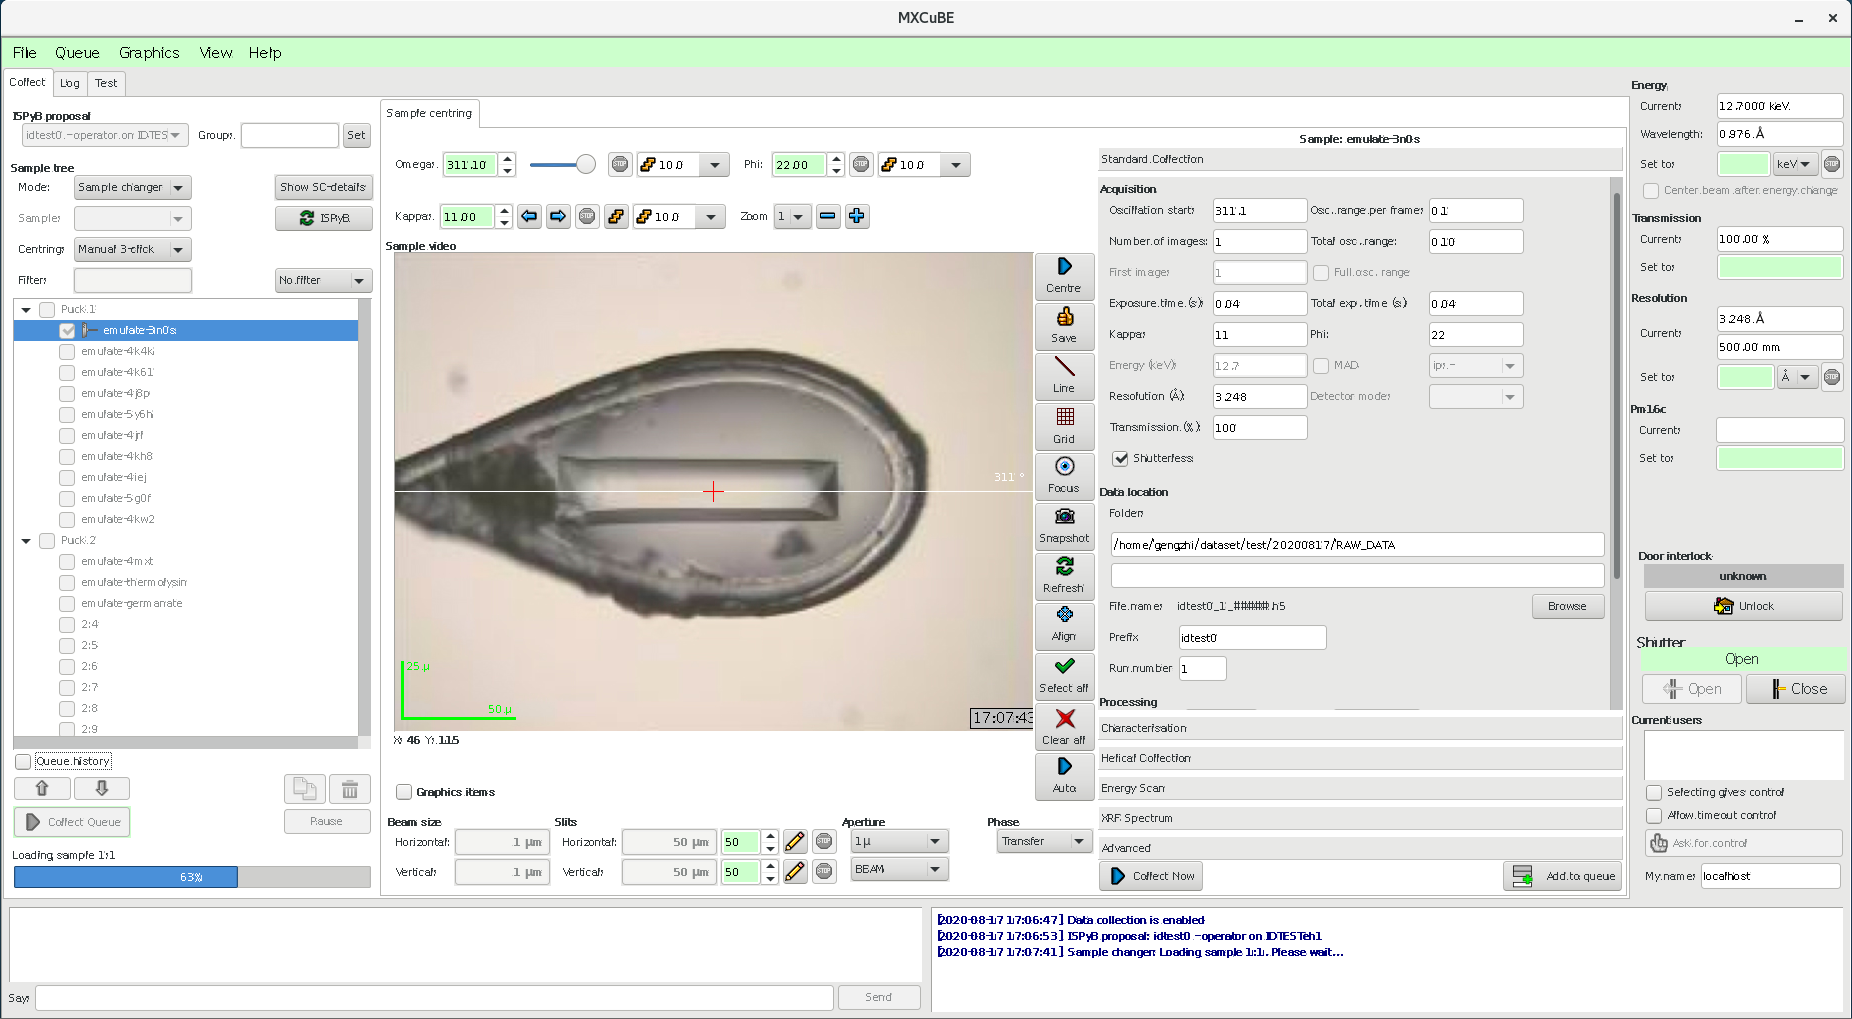 MXCuBE
File Queue Graphics View Help
Collect Log Test
ISPyB proposal
idtest0 - operator on IDTES Group: Set
Sample tree
Mode: Sample changer Show SC-details
Sample: ISPyB
Centring: Manual 3-click
Filter: No filter
Puck 1
emulate-3n0s
emulate-4k4k
emulate-4k61
emulate-4j8p
emulate-5y6h
emulate-4jrf
emulate-4kh8
emulate-4iej
emulate-5g0f
emulate-4kw2
Puck 2
emulate-4mxt
emulate-thermolysin
emulate-germanate
2:4
2:5
2:6
2:7
2:8
2:9
Queue history
Collect Queue Pause
Loading sample 1:1
63%
Sample centring
Omega: 311.10 STOP 10.0 Phi: 22.00 STOP 10.0
Kappa: 11.00 STOP 10.0 Zoom 1
Sample video
311 °
25 µ
50 µ
17:07:43
X: 46 Y: 115
Centre
Save
Line
Grid
Focus
Snapshot
Refresh
Align
Select all
Clear all
Auto
Graphics items
Beam size Slits Aperture Phase
Horizontal: 1 µm Horizontal: 50 µm 50 STOP 1 µ Transfer
Vertical: 1 µm Vertical: 50 µm 50 STOP BEAM
Sample: emulate-3n0s
Standard Collection
Acquisition
Oscillation start: 311.1 Osc. range per frame: 0.1
Number of images: 1 Total osc. range: 0.10
First image: 1 Full osc. range
Exposure time (s): 0.04 Total exp. time (s): 0.04
Kappa: 11 Phi: 22
Energy (keV): 12.7 MAD ip: -
Resolution (Å): 3.248 Detector mode:
Transmission (%): 100
Shutterless
Data location
Folder:
/home/gengzhi/dataset/test/20200817/RAW_DATA
File name: idtest0_1_#####.h5 Browse
Prefix idtest0
Run number 1
Processing
Characterisation
Helical Collection
Energy Scan
XRF Spectrum
Advanced
Collect Now Add to queue
Energy
Current: 12.7000 keV
Wavelength: 0.976 Å
Set to: keV STOP
Center beam after energy change
Transmission
Current: 100.00 %
Set to:
Resolution
3.248 Å
Current:
500.00 mm
Set to: Å STOP
Pm16c
Current:
Set to:
Door interlock
unknown
Unlock
Shutter
Open
Open Close
Current users
Selecting gives control
Allow timeout control
Ask for control
My name: localhost
[2020-08-17 17:06:47] Data collection is enabled
[2020-08-17 17:06:53] ISPyB proposal: idtest0 - operator on IDTESTeh1
[2020-08-17 17:07:41] Sample changer: Loading sample 1:1. Please wait...
Say: Send